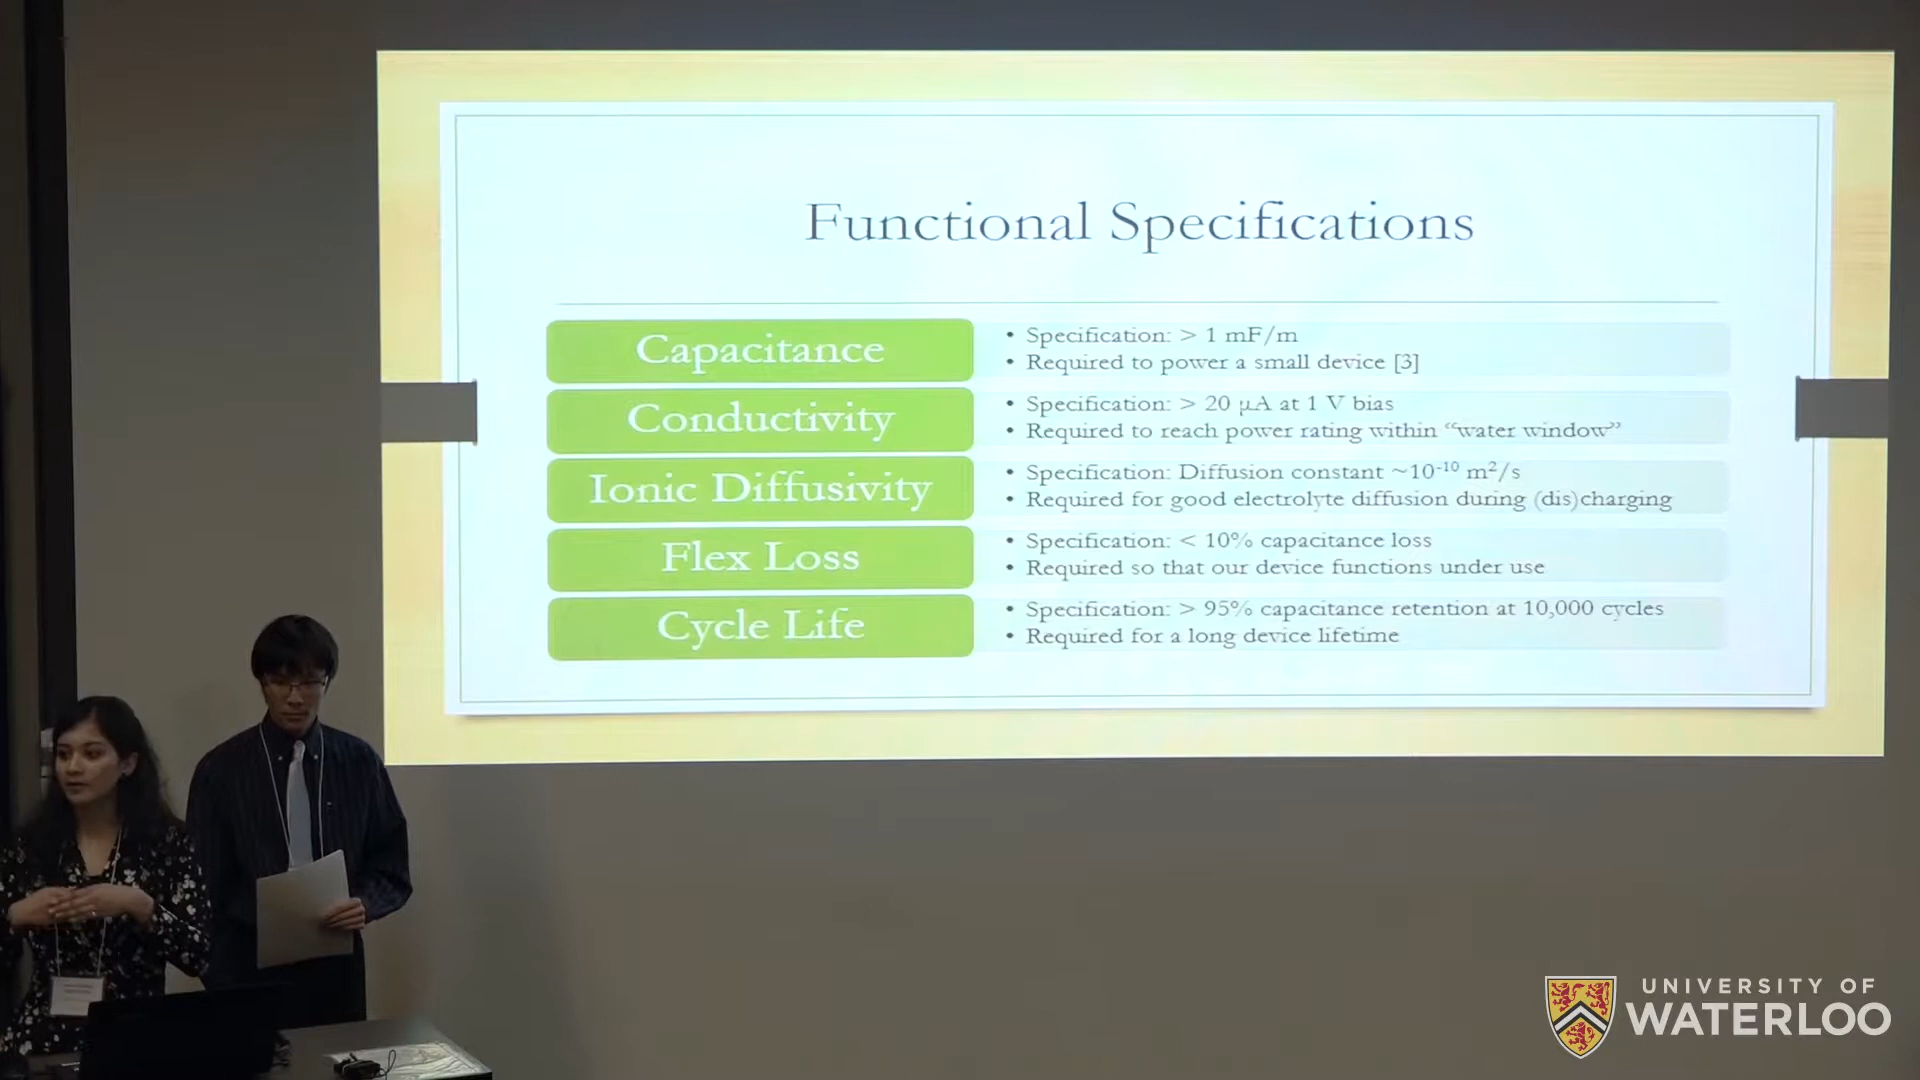 Functional Specifications
Capacitance
• Specification: > 1 mF/m
• Required to power a small device [3]
Conductivity
• Specification: > 20 µA at 1 V bias
• Required to reach power rating within “water window”
Ionic Diffusivity
• Specification: Diffusion constant ~10⁻¹⁰ m²/s
• Required for good electrolyte diffusion during (dis)charging
Flex Loss
• Specification: < 10% capacitance loss
• Required so that our device functions under use
Cycle Life
• Specification: > 95% capacitance retention at 10,000 cycles
• Required for a long device lifetime
UNIVERSITY OF
WATERLOO